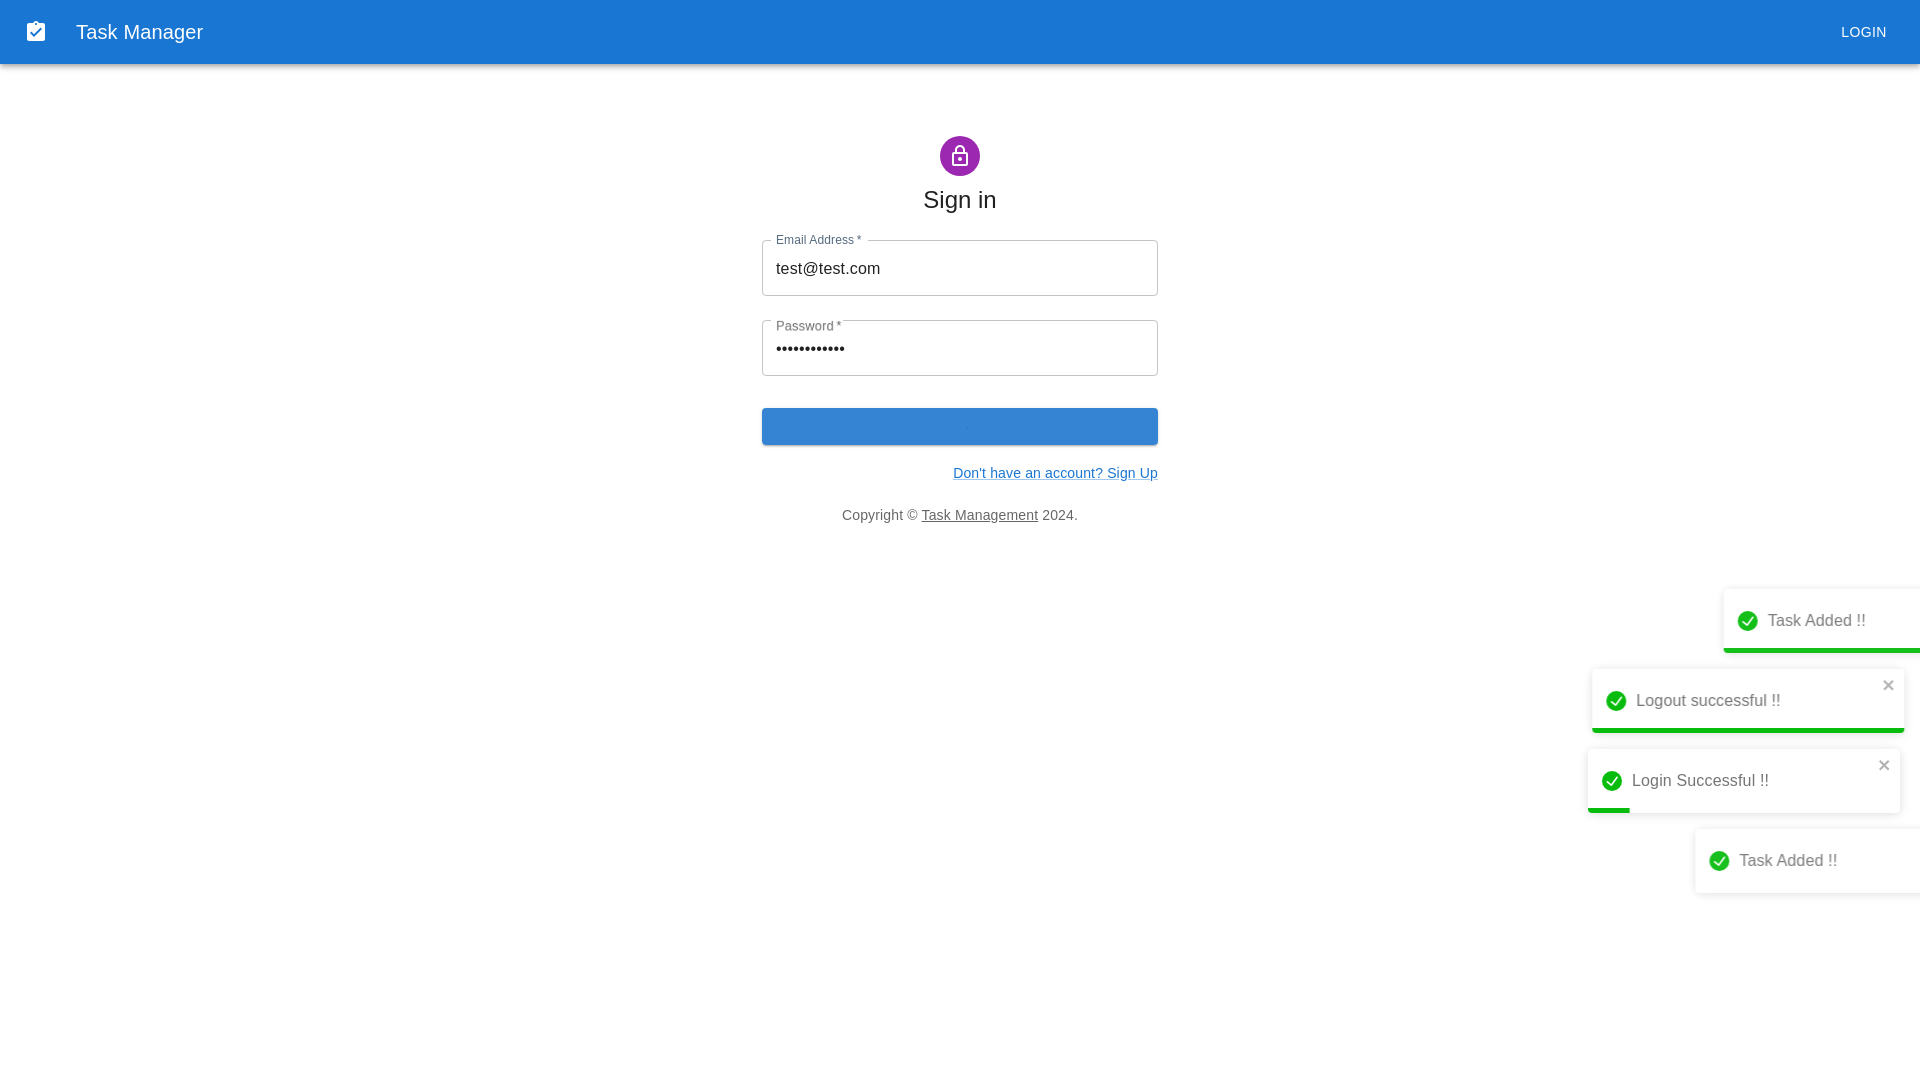 Task Manager
LOGIN
Sign in
Email Address *
test@test.com
Password *
••••••••••••
Don't have an account? Sign Up
Copyright © Task Management 2024.
Task Added !!
Logout successful !!
Login Successful !!
Task Added !!